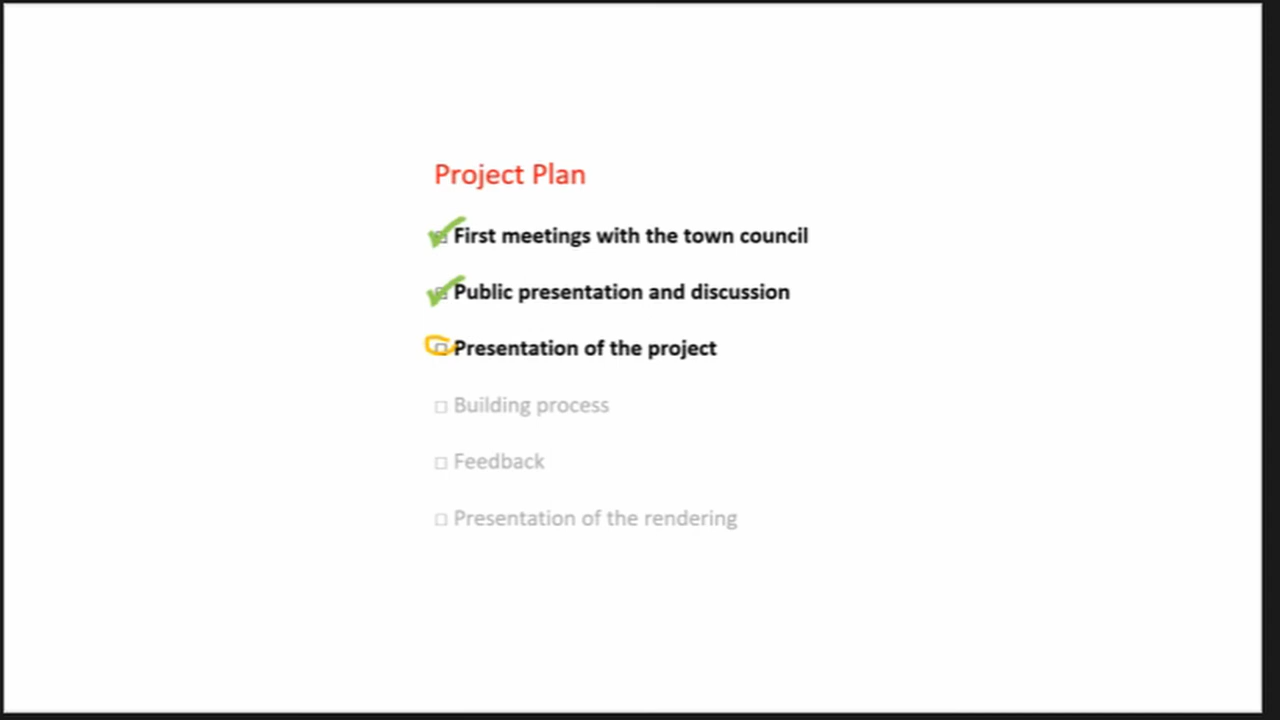 Project Plan
First meetings with the town council
Public presentation and discussion
Presentation of the project
Building process
Feedback
Presentation of the rendering